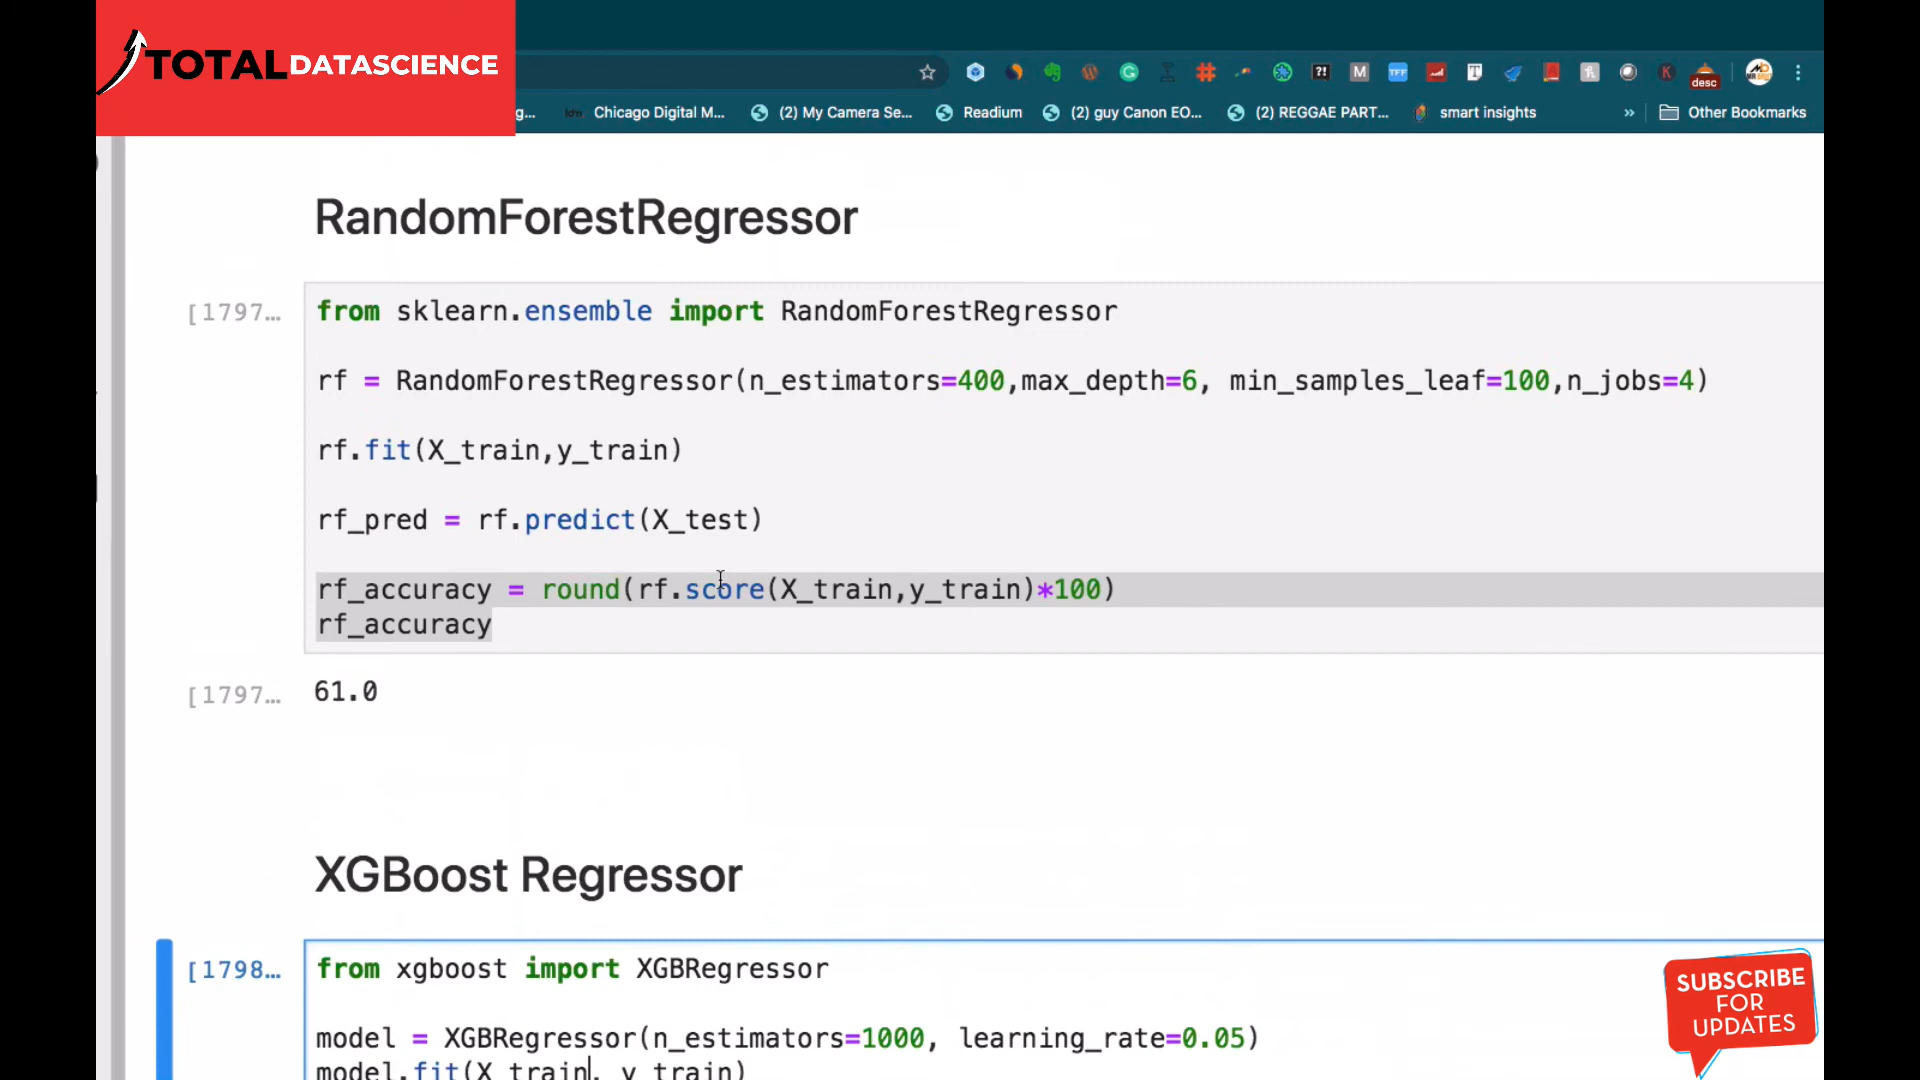 TOTALDATASCIENCE
desc
g... Chicago Digital M... (2) My Camera Se... Readium (2) guy Canon EO... (2) REGGAE PART... smart insights » Other Bookmarks
RandomForestRegressor
[1797… from sklearn.ensemble import RandomForestRegressor
rf = RandomForestRegressor(n_estimators=400,max_depth=6, min_samples_leaf=100,n_jobs=4)
rf.fit(X_train,y_train)
rf_pred = rf.predict(X_test)
rf_accuracy = round(rf.score(X_train,y_train)*100)
rf_accuracy
[1797… 61.0
XGBoost Regressor
[1798… from xgboost import XGBRegressor
model = XGBRegressor(n_estimators=1000, learning_rate=0.05)
model.fit(X_train, y_train)
SUBSCRIBE
FOR
UPDATES